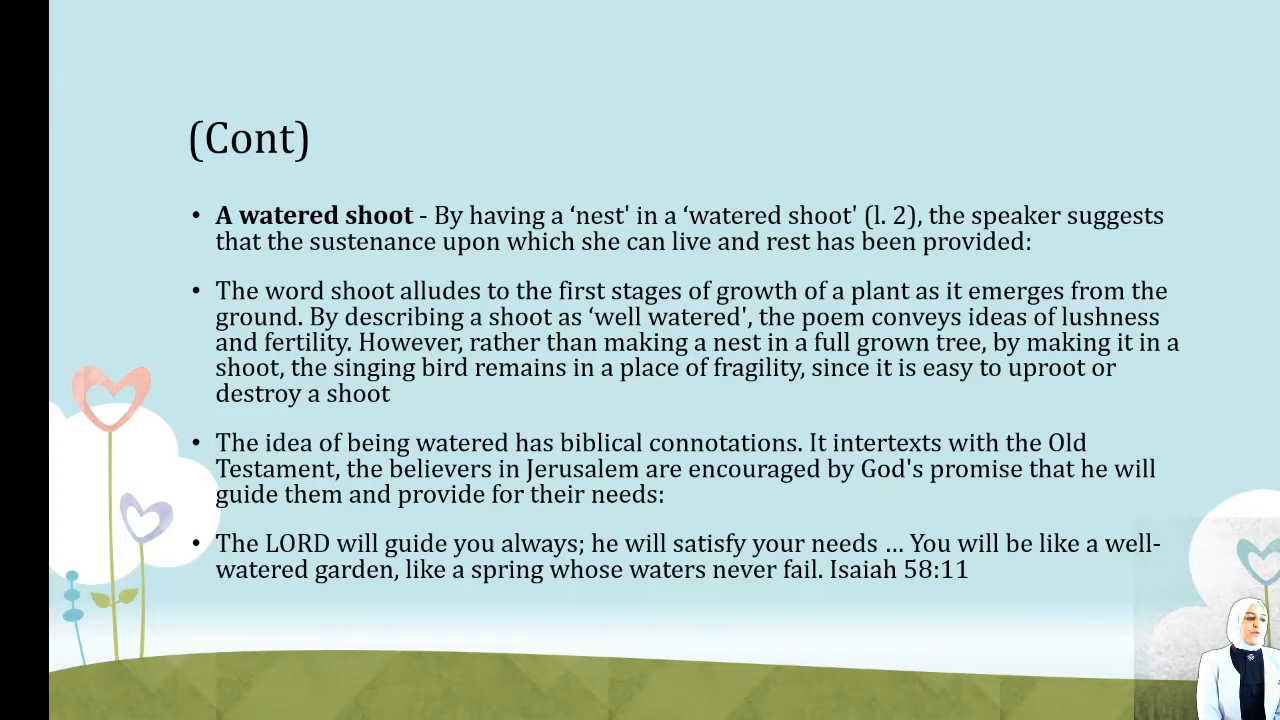 (Cont)
• A watered shoot - By having a ‘nest' in a ‘watered shoot' (l. 2), the speaker suggests
that the sustenance upon which she can live and rest has been provided:
• The word shoot alludes to the first stages of growth of a plant as it emerges from the
ground. By describing a shoot as ‘well watered', the poem conveys ideas of lushness
and fertility. However, rather than making a nest in a full grown tree, by making it in a
shoot, the singing bird remains in a place of fragility, since it is easy to uproot or
destroy a shoot
• The idea of being watered has biblical connotations. It intertexts with the Old
Testament, the believers in Jerusalem are encouraged by God's promise that he will
guide them and provide for their needs:
• The LORD will guide you always; he will satisfy your needs ... You will be like a well-
watered garden, like a spring whose waters never fail. Isaiah 58:11